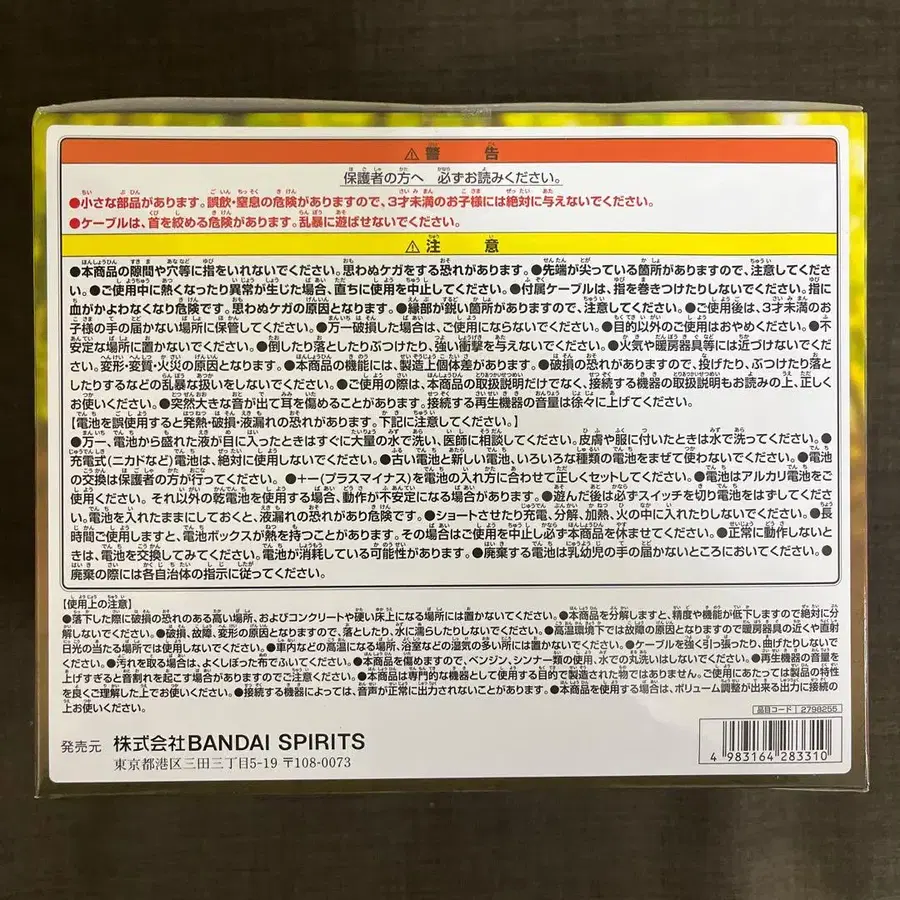 ⚠警告
保護者の方へ 必ずお読みください。
●小さな部品があります。誤飲・窒息の危険がありますので、3才未満のお子様には絶対に与えないでください。
●ケーブルは、首を絞める危険があります。乱暴に遊ばせないでください。
⚠注意
●本商品の隙間や穴等に指をいれないでください。思わぬケガをする恐れがあります。●先端が尖っている箇所がありますので、注意してくださ
い。●ご使用中に熱くなったり異常が生じた場合、直ちに使用を中止してください。●付属ケーブルは、指を巻きつけたりしないでください。指に
血がかよわなくなり危険です。思わぬケガの原因となります。●縁部が鋭い箇所がありますので、注意してください。●ご使用後は、3才未満のお
子様の手の届かない場所に保管してください。●万一破損した場合は、ご使用にならないでください。●目的以外のご使用はおやめください。●不
安定な場所に置かないでください。●倒したり落としたりぶつけたり、強い衝撃を与えないでください。●火気や暖房器具等には近づけないでくだ
さい。変形・変質・火災の原因となります。●本商品の機能には、製造上個体差があります。●破損の恐れがありますので、投げたり、ぶつけたり落と
したりするなどの乱暴な扱いをしないでください。●ご使用の際は、本商品の取扱説明だけでなく、接続する機器の取扱説明もお読みの上、正しく
お使いください。●突然大きな音が出て耳を傷めることがあります。接続する再生機器の音量は徐々に上げてください。
【電池を誤使用すると発熱・破損・液漏れの恐れがあります。下記に注意してください。】
●万一、電池から漏れた液が目に入ったときはすぐに大量の水で洗い、医師に相談してください。皮膚や服に付いたときは水で洗ってください。●
充電式(ニカドなど)電池は、絶対に使用しないでください。●古い電池と新しい電池、いろいろな種類の電池をまぜて使わないでください。●電池
の交換は保護者の方が行ってください。●+ー(プラスマイナス)を電池の入れ方に合わせて正しくセットしてください。●電池はアルカリ電池をご
使用ください。それ以外の乾電池を使用する場合、動作が不安定になる場合があります。●遊んだ後は必ずスイッチを切り電池をはずしてくださ
い。電池を入れたままにしておくと、液漏れの恐れがあり危険です。●ショートさせたり充電、分解、加熱、火の中に入れたりしないでください。●長
時間ご使用しますと、電池ボックスが熱を持つことがあります。その場合はご使用を中止し必ず本商品を休ませてください。●正常に動作しないと
きは、電池を交換してみてください。電池が消耗している可能性があります。●廃棄する電池は乳幼児の手の届かないところにおいてください。●
廃棄の際には各自治体の指示に従ってください。
【使用上の注意】
●落下した際に破損の恐れのある高い場所、およびコンクリートや硬い床上になる場所には置かないでください。●本商品を分解しますと、精度や機能が低下しますので絶対に分
解しないでください。●破損、故障、変形の原因となりますので、落としたり、水に濡らしたりしないでください。●高温環境下では故障の原因となりますので暖房器具の近くや直射
日光の当たる場所では使用しないでください。●車内などの高温になる場所、浴室などの湿気の多い所には置かないでください。●ケーブルを強く引っ張ったり、曲げたりしないでく
ださい。●汚れを取る場合は、よくしぼった布でふいてください。●本商品を傷めますので、ベンジン、シンナー類の使用、水での丸洗いはしないでください。●再生機器の音量を
上げすぎると音割れを起こす場合がありますのでご注意ください。●本商品は専門的な機器として使用する目的で製造された物ではありません。ご使用にあたっては製品の特性
を良くご理解した上でお使いください。●接続する機器によっては、音声が正常に出力されないことがあります。●本商品を使用する場合は、ボリューム調整が出来る出力に接続の
上お使いください。
品目コード 2798255
発売元 株式会社BANDAI SPIRITS
東京都港区三田三丁目5-19 〒108-0073
4 983164 283310